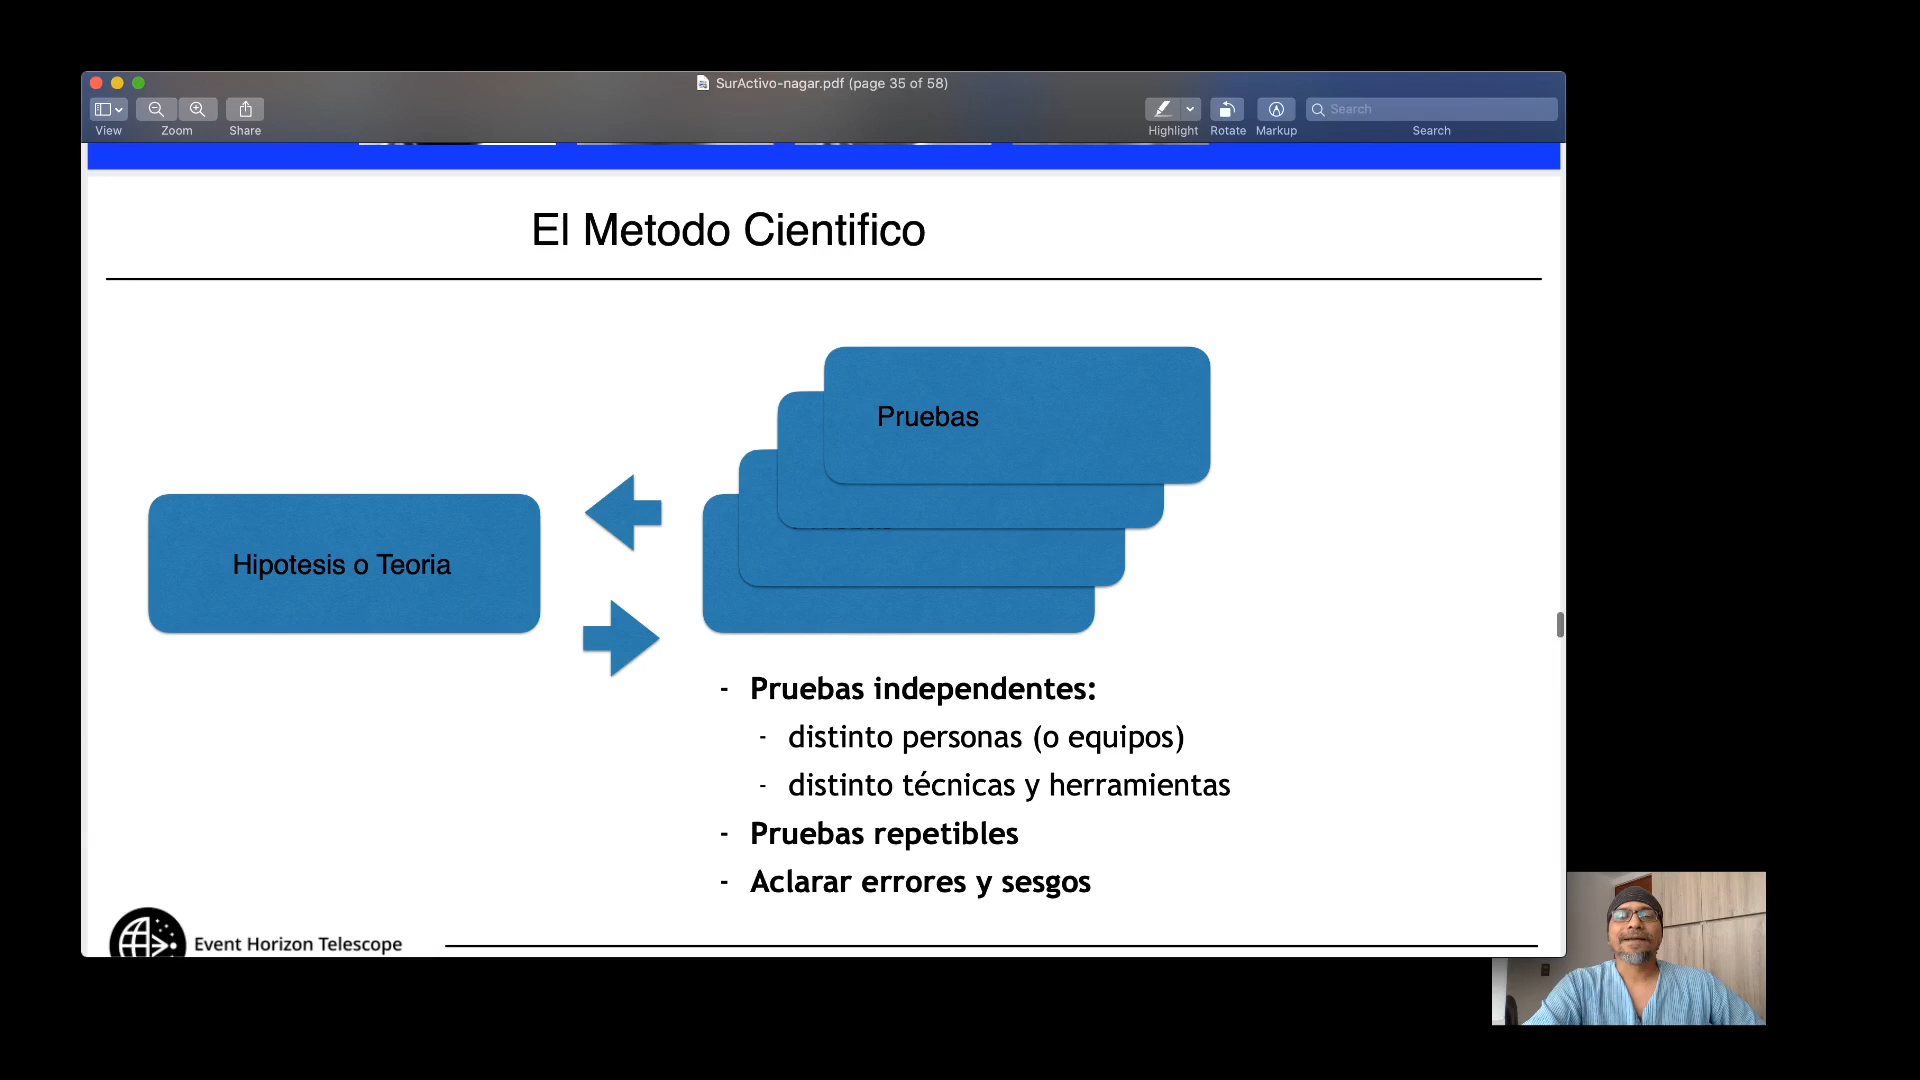 SurActivo-nagar.pdf (page 35 of 58)
View
Zoom
Share
Highlight
Rotate
Markup
Search
Search
El Metodo Cientifico
Pruebas
Hipotesis o Teoria
- Pruebas independentes:
- distinto personas (o equipos)
- distinto técnicas y herramientas
- Pruebas repetibles
- Aclarar errores y sesgos
Event Horizon Telescope